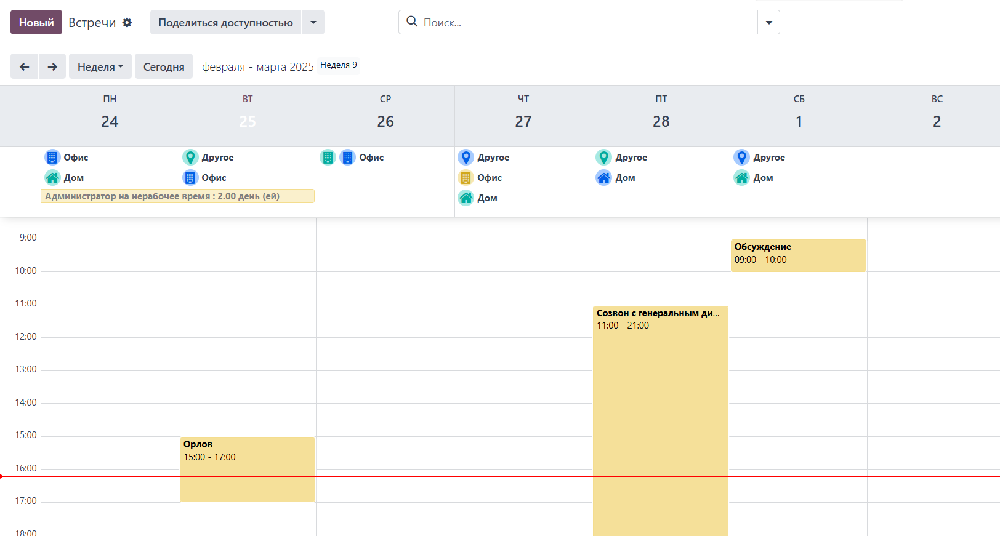 Новый Встречи Поделиться доступностью Поиск...
Неделя Сегодня февраля - марта 2025 Неделя 9
ПН ВТ СР ЧТ ПТ СБ ВС
24 25 26 27 28 1 2
Офис Другое Офис Другое Другое Другое
Дом Офис Офис Дом Дом
Администратор на нерабочее время : 2.00 день (ей) Дом
9:00
Обсуждение
09:00 - 10:00
10:00
11:00
Созвон с генеральным ди...
11:00 - 21:00
12:00
13:00
14:00
15:00
Орлов
15:00 - 17:00
16:00
17:00
18:00